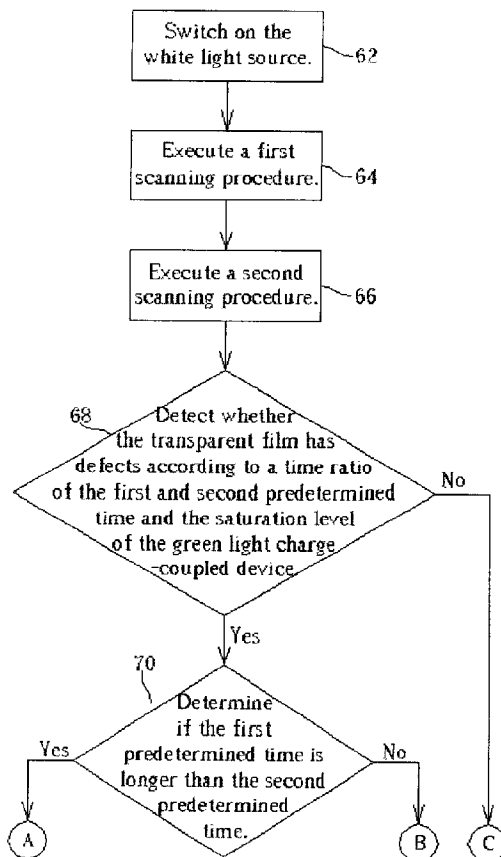 Switch on the
white light source.
62
Execute a first
scanning procedure.
64
Execute a second
scanning procedure.
66
68
Detect whether
the transparent film has
defects according to a time ratio
of the first and second predetermined
time and the saturation level
of the green light charge
-coupled device.
No
Yes
70
Determine
if the first
predetermined time is
longer than the second
predetermined
time.
Yes
No
A
B
C